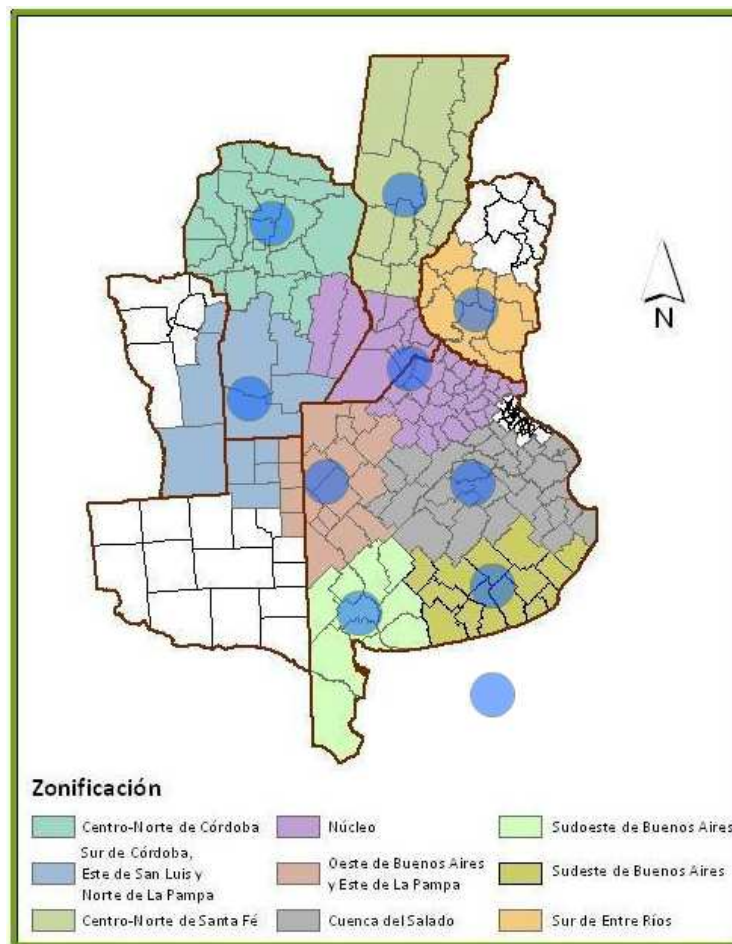 N
Zonificación
Centro-Norte de Córdoba
Sur de Córdoba,
Este de San Luis y
Norte de La Pampa
Centro-Norte de Santa Fé
Núcleo
Oeste de Buenos Aires
y Este de La Pampa
Cuenca del Salado
Sudoeste de Buenos Aires
Sudeste de Buenos Aires
Sur de Entre Ríos